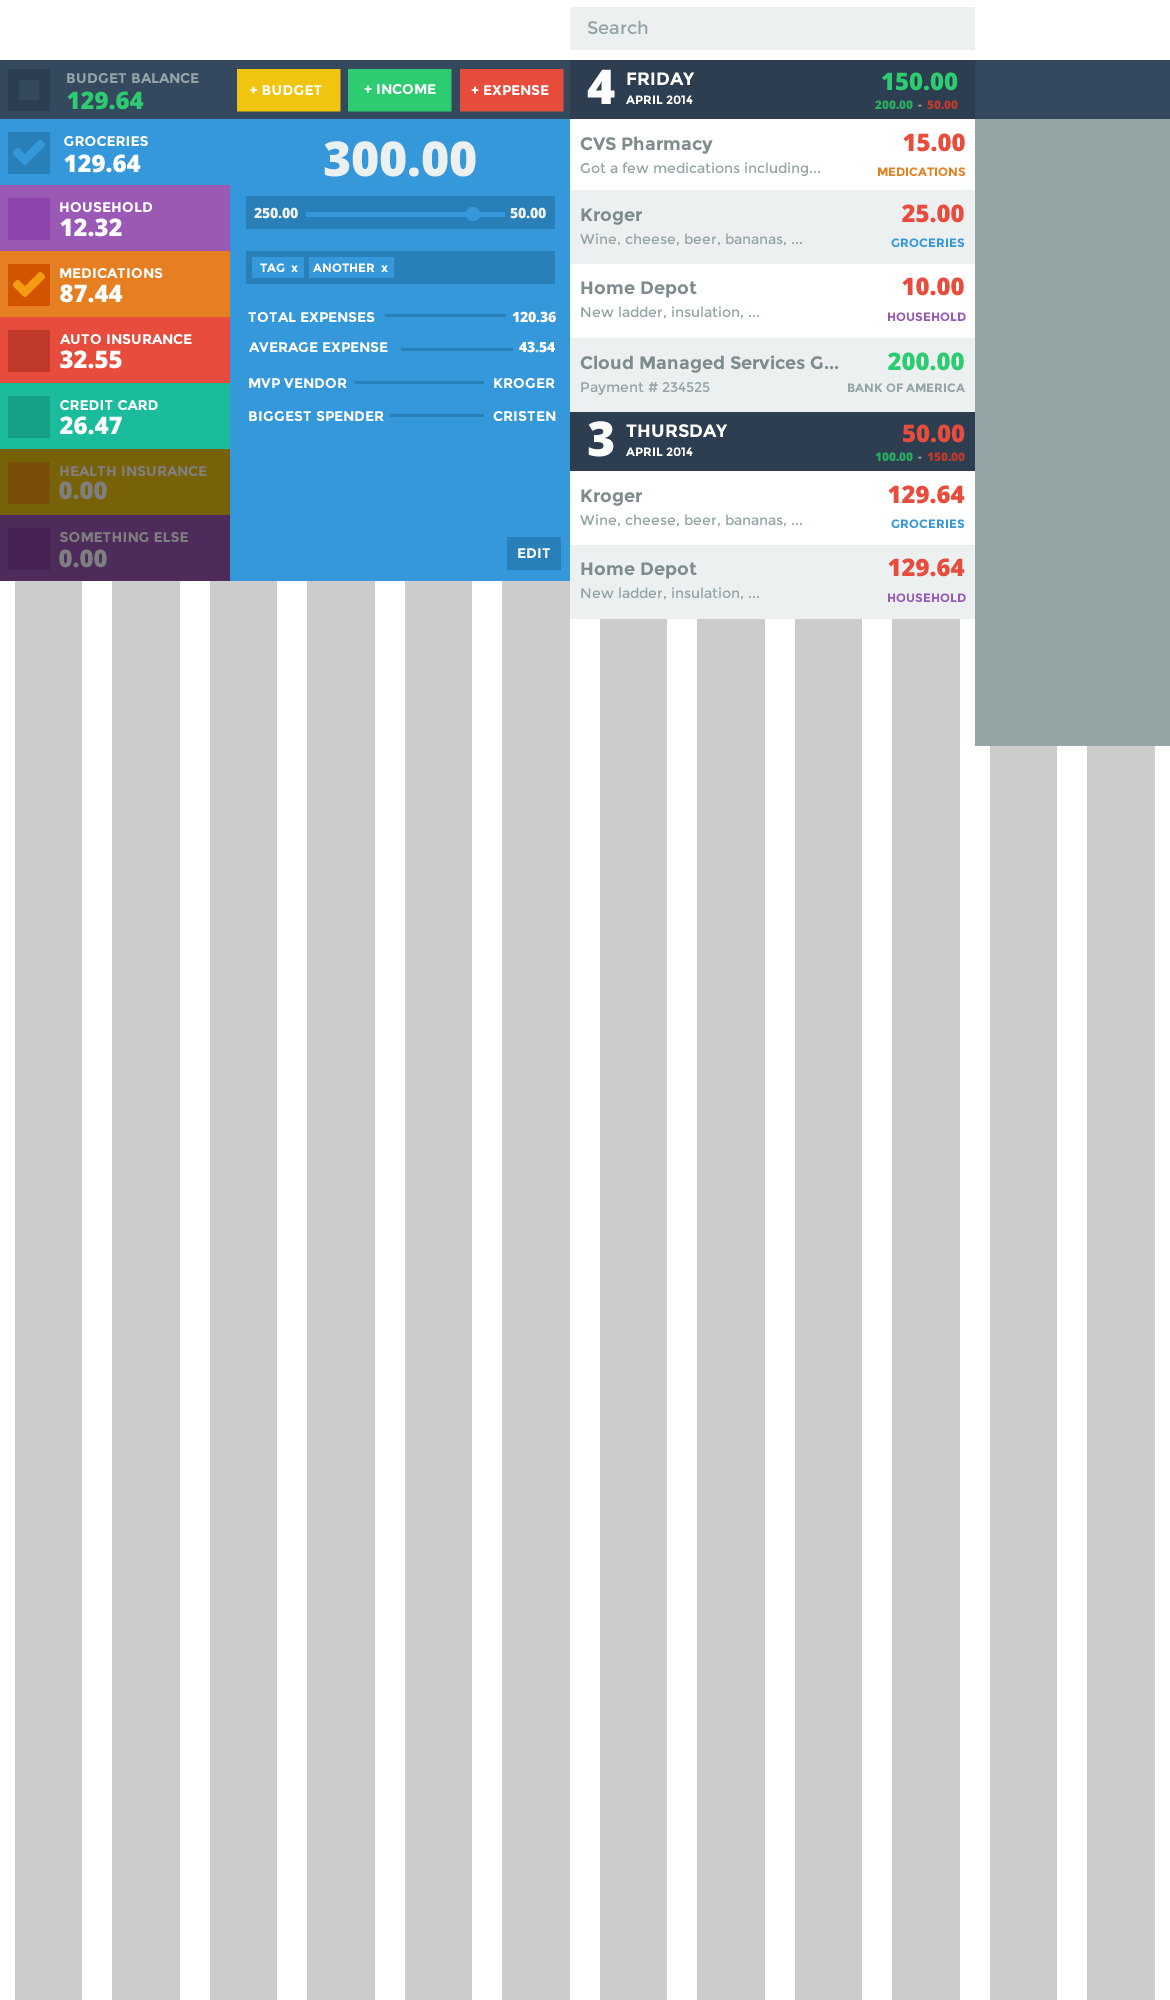 Search
BUDGET BALANCE
129.64
+ BUDGET
+ INCOME
+ EXPENSE
GROCERIES
129.64
HOUSEHOLD
12.32
MEDICATIONS
87.44
AUTO INSURANCE
32.55
CREDIT CARD
26.47
HEALTH INSURANCE
0.00
SOMETHING ELSE
0.00
300.00
250.00 50.00
TAG x ANOTHER x
TOTAL EXPENSES 120.36
AVERAGE EXPENSE 43.54
MVP VENDOR KROGER
BIGGEST SPENDER CRISTEN
EDIT
4 FRIDAY 150.00
APRIL 2014 200.00 - 50.00
CVS Pharmacy 15.00
Got a few medications including... MEDICATIONS
Kroger 25.00
Wine, cheese, beer, bananas, ... GROCERIES
Home Depot 10.00
New ladder, insulation, ... HOUSEHOLD
Cloud Managed Services G... 200.00
Payment # 234525 BANK OF AMERICA
3 THURSDAY 50.00
APRIL 2014 100.00 - 150.00
Kroger 129.64
Wine, cheese, beer, bananas, ... GROCERIES
Home Depot 129.64
New ladder, insulation, ... HOUSEHOLD